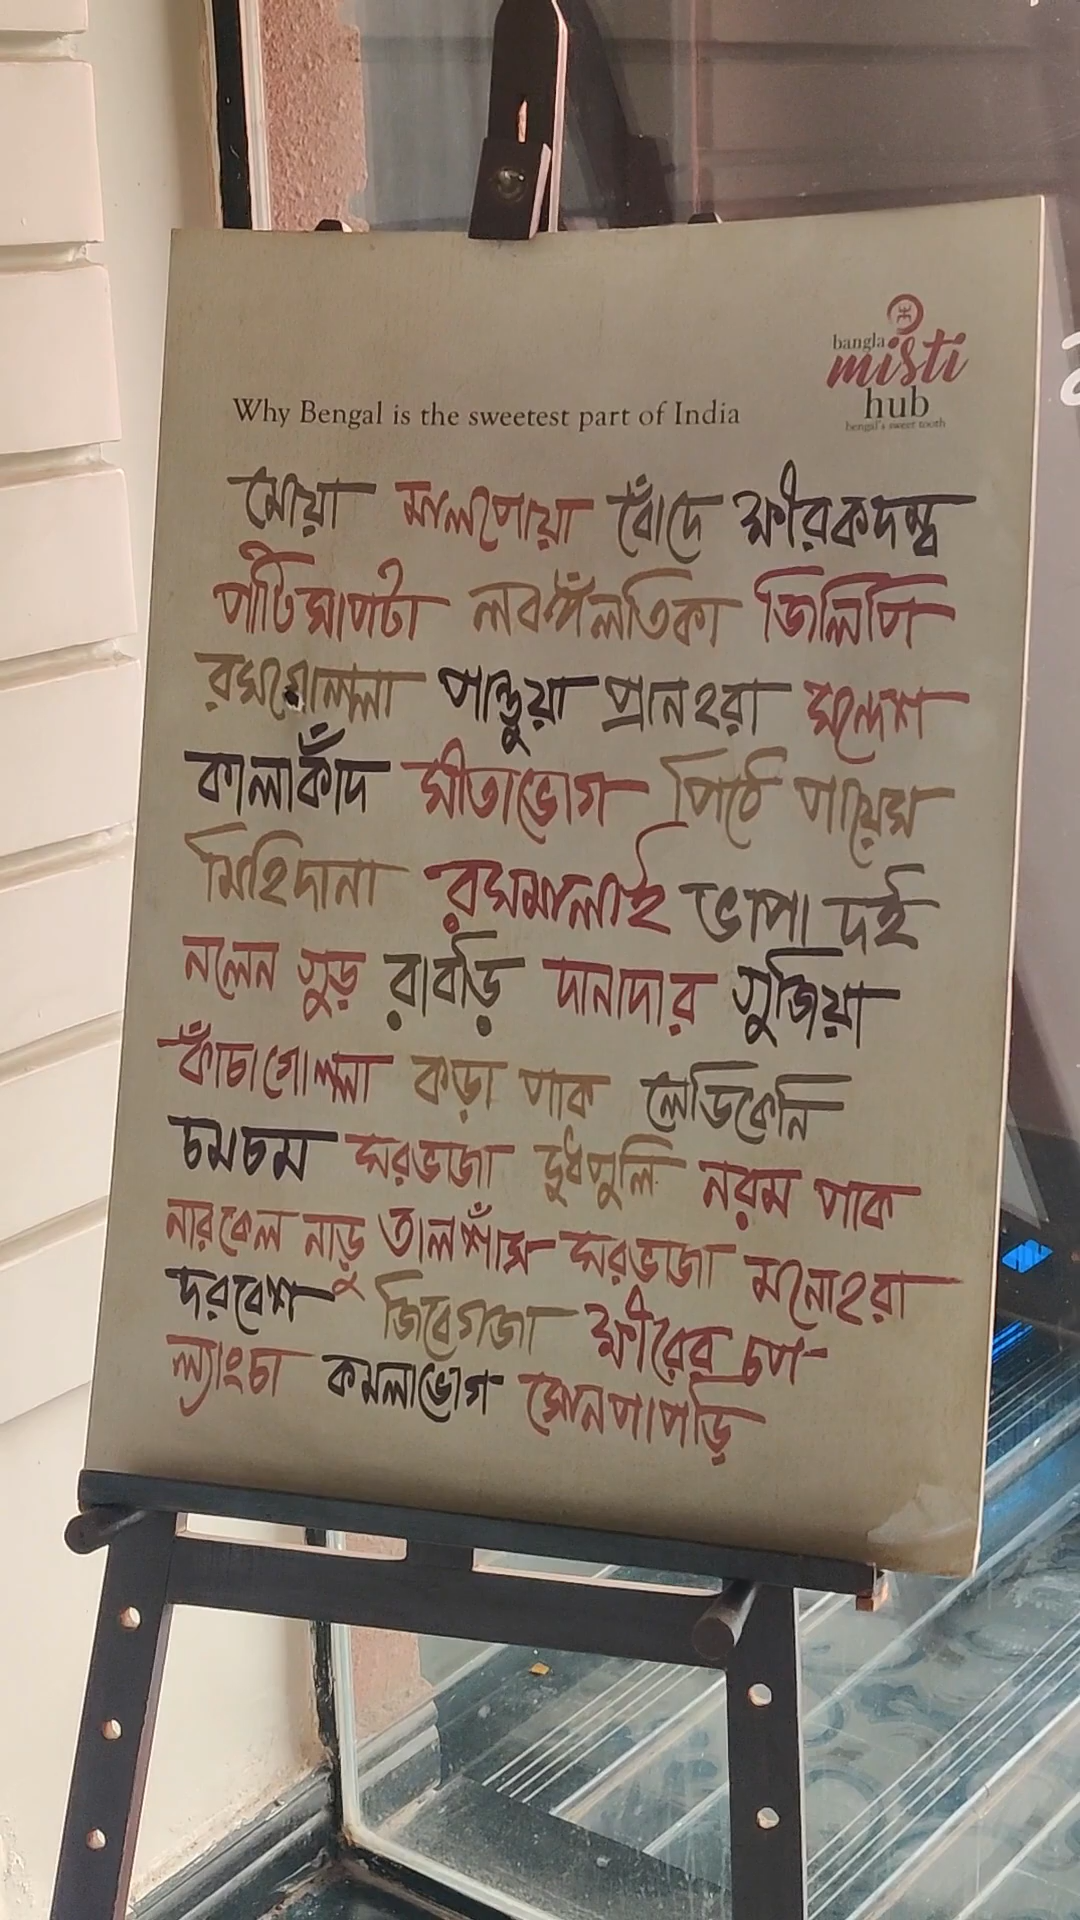 bangla
misti
hub
bengal's sweet tooth
Why Bengal is the sweetest part of India
মোয়া মালপোয়া বোঁদে ক্ষীরকদম্ব
পাটিসাপটা লবঙ্গঁলতিকা জিলিপি
রসগোল্লা পান্তুয়া প্রানহরা সন্দেশ
কালাকাঁদ সীতাভোগ পিঠে পায়েস
মিহিদানা রসমালাই ভাপা দই
নলেন গুড় রাবড়ি দানাদার গুজিয়া
কাঁচাগোল্লা কড়া পাক লেডিকেনি
চমচম সরভাজা দুধপুলি নরম পাক
নারকেল নাড়ু তালশাঁস সরভাজা মনোহরা
দরবেশ জিবেগজা ক্ষীরের চপ
ল্যাংচা কমলাভোগ সোনপাপড়ি